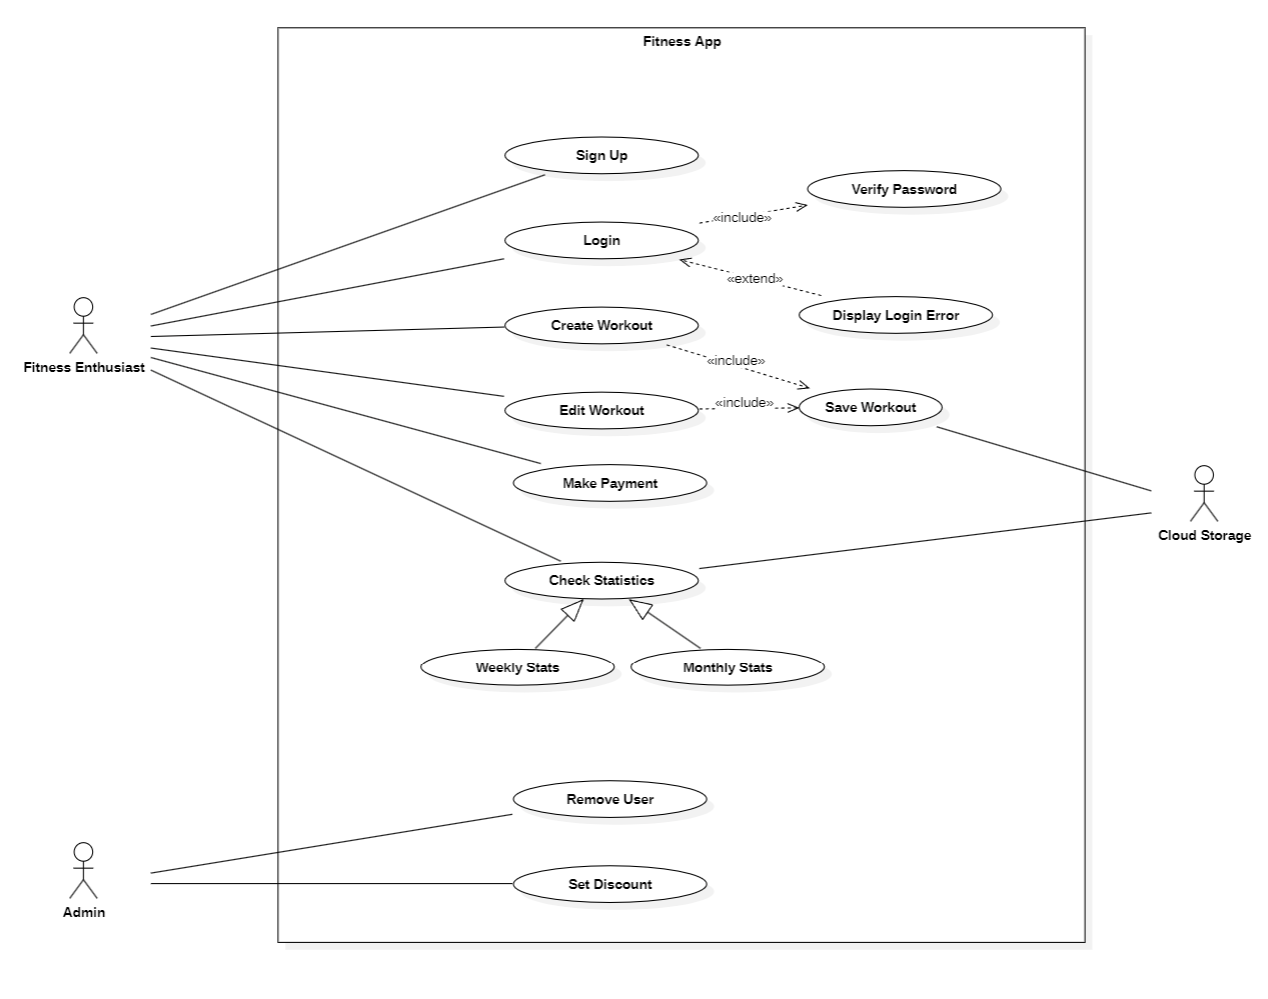 Fitness App
Sign Up
Verify Password
«include»
Login
«extend»
Display Login Error
Create Workout
«include»
Fitness Enthusiast
Edit Workout
«include»
Save Workout
Make Payment
Cloud Storage
Check Statistics
Weekly Stats
Monthly Stats
Remove User
Set Discount
Admin